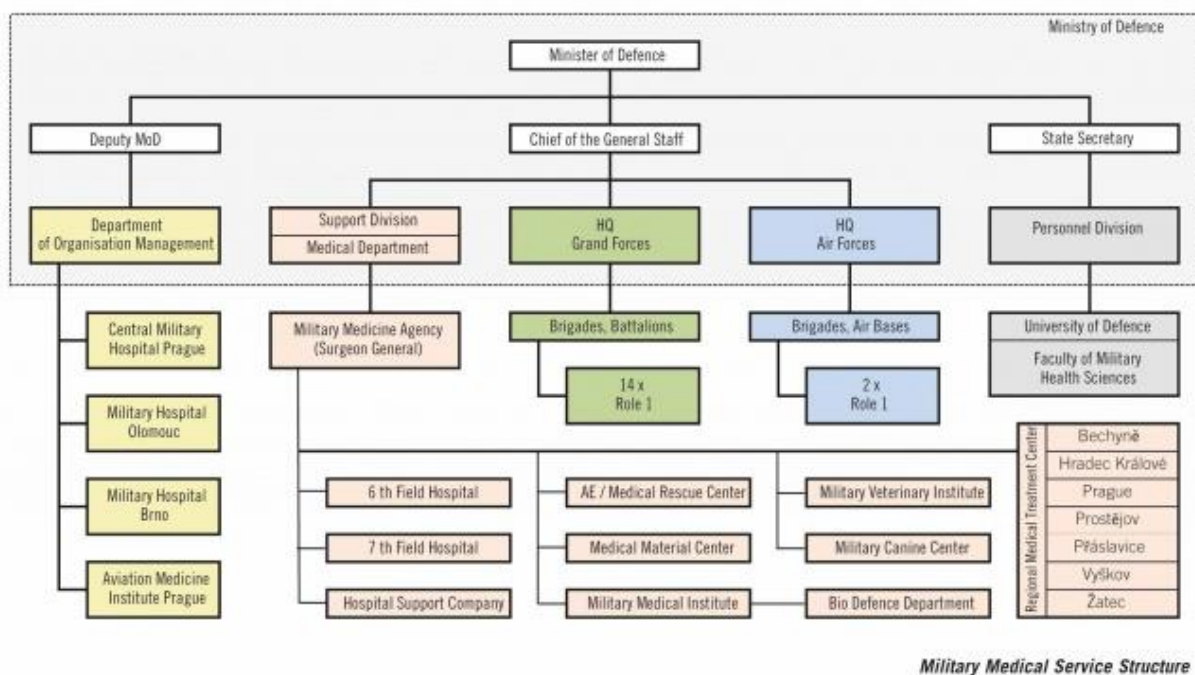 Ministry of Defence
Minister of Defence
Deputy MoD
Chief of the General Staff
State Secretary
Department
of Organisation Management
Support Division
Medical Department
HQ
Grand Forces
HQ
Air Forces
Personnel Division
Central Military
Hospital Prague
Military Medicine Agency
(Surgeon General)
Brigades, Battalions
Brigades, Air Bases
University of Defence
Faculty of Military
Health Sciences
14 x
Role 1
2 x
Role 1
Military Hospital
Olomouc
Military Hospital
Brno
Aviation Medicine
Institute Prague
6 th Field Hospital
7 th Field Hospital
Hospital Support Company
AE / Medical Rescue Center
Medical Material Center
Military Medical Institute
Military Veterinary Institute
Military Canine Center
Bio Defence Department
Regional Medical Treatment Center
Bechyně
Hradec Králové
Prague
Prostějov
Přáslavice
Vyškov
Žatec
Military Medical Service Structure